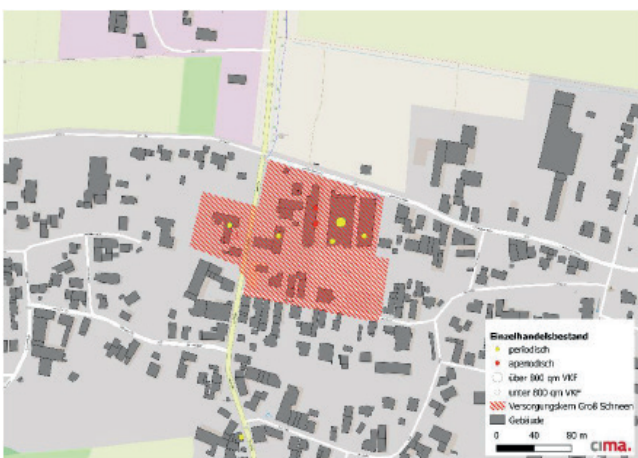 Einzelhandelsbestand
periodisch
aperiodisch
über 800 qm VKF
unter 800 qm VKF
Versorgungskern Groß Schneen
Gebäude
0 40 80 m
cima.